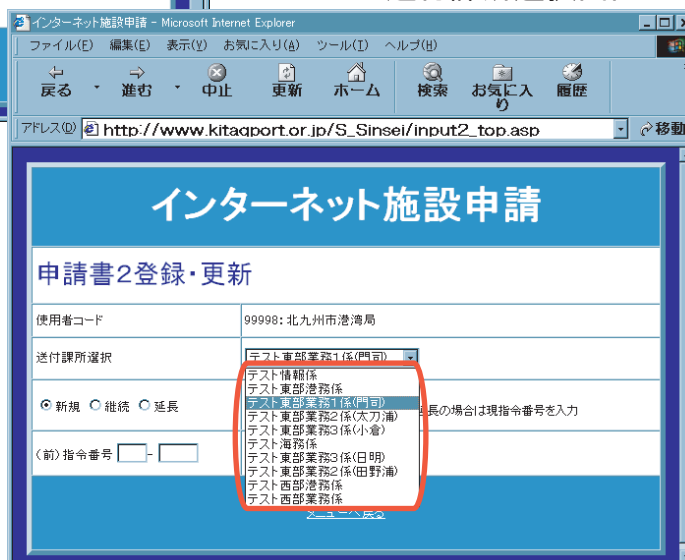 インターネット施設申請 - Microsoft Internet Explorer
ファイル(F) 編集(E) 表示(V) お気に入り(A) ツール(T) ヘルプ(H)
戻る 進む 中止 更新 ホーム 検索 お気に入り 履歴
アドレス(D) http://www.kitaqport.or.jp/S_Sinsei/input2_top.asp 移動
インターネット施設申請
申請書2登録・更新
使用者コード 99998:北九州市港湾局
送付課所選択 テスト東部業務1係(門司)
テスト情報係
テスト東部港務係
テスト東部業務1係(門司)
テスト東部業務2係(太刀浦)
テスト東部業務3係(小倉)
テスト海務係
テスト東部業務3係(日明)
テスト東部業務2係(田野浦)
テスト西部港務係
テスト西部業務係
新規 継続 延長 の場合は現指令番号を入力
(前)指令番号 -
メニューへ戻る